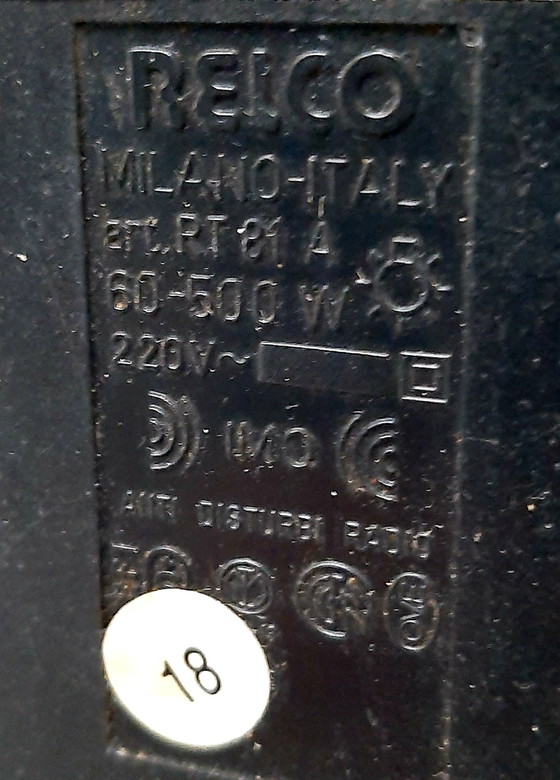 RELCO
MILANO-ITALY
art. RT 81 A
60-500 W
220V~
ANTI DISTURBI RADIO
18